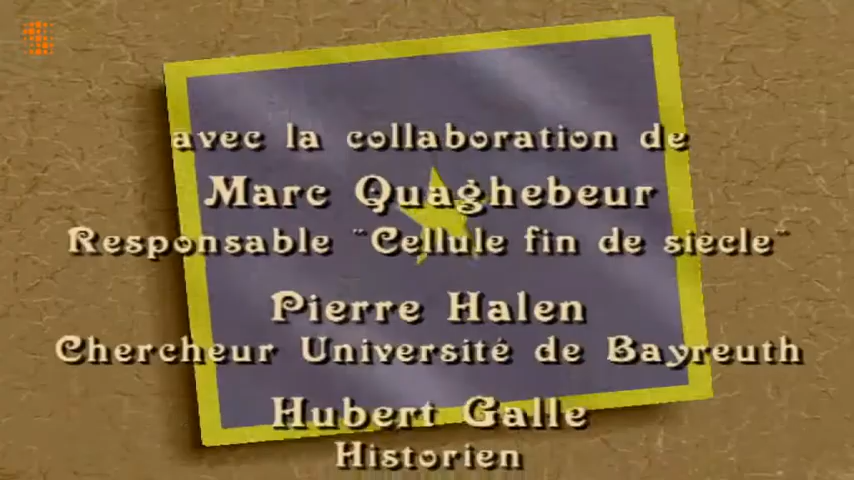 avec la collaboration de
Marc Quaghebeur
Responsable "Cellule fin de siècle"
Pierre Halen
Chercheur Université de Bayreuth
Hubert Galle
Historien